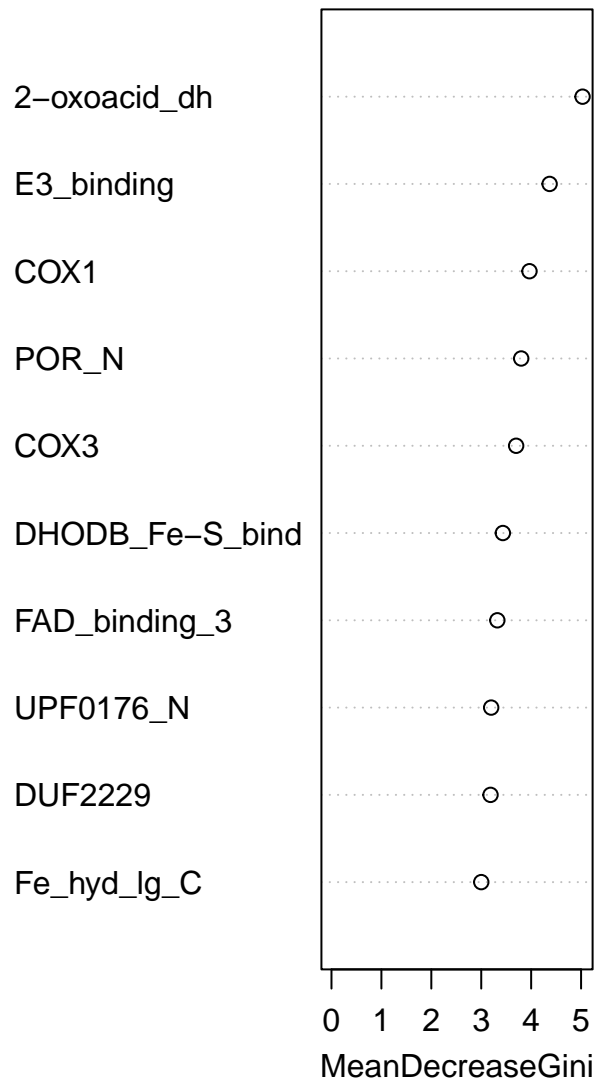 2−oxoacid_dh
E3_binding
COX1
POR_N
COX3
DHODB_Fe−S_bind
FAD_binding_3
UPF0176_N
DUF2229
Fe_hyd_lg_C
0 1 2 3 4 5
MeanDecreaseGini